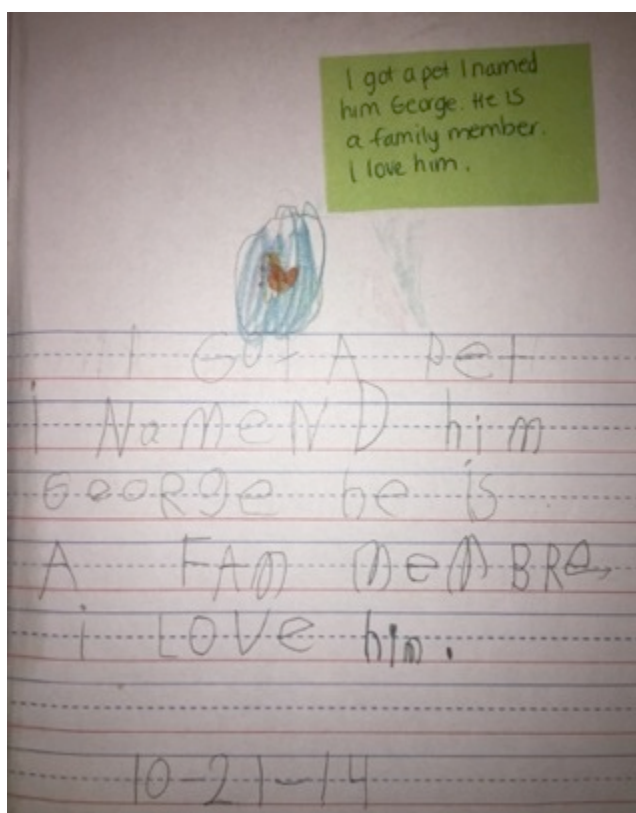 I got a pet I named
him George. He is
a family member.
I love him.
I GOt A pet
i NaMeND him
GeORge he is
A FAm meMBRe
i LOVe him.
10-21-14